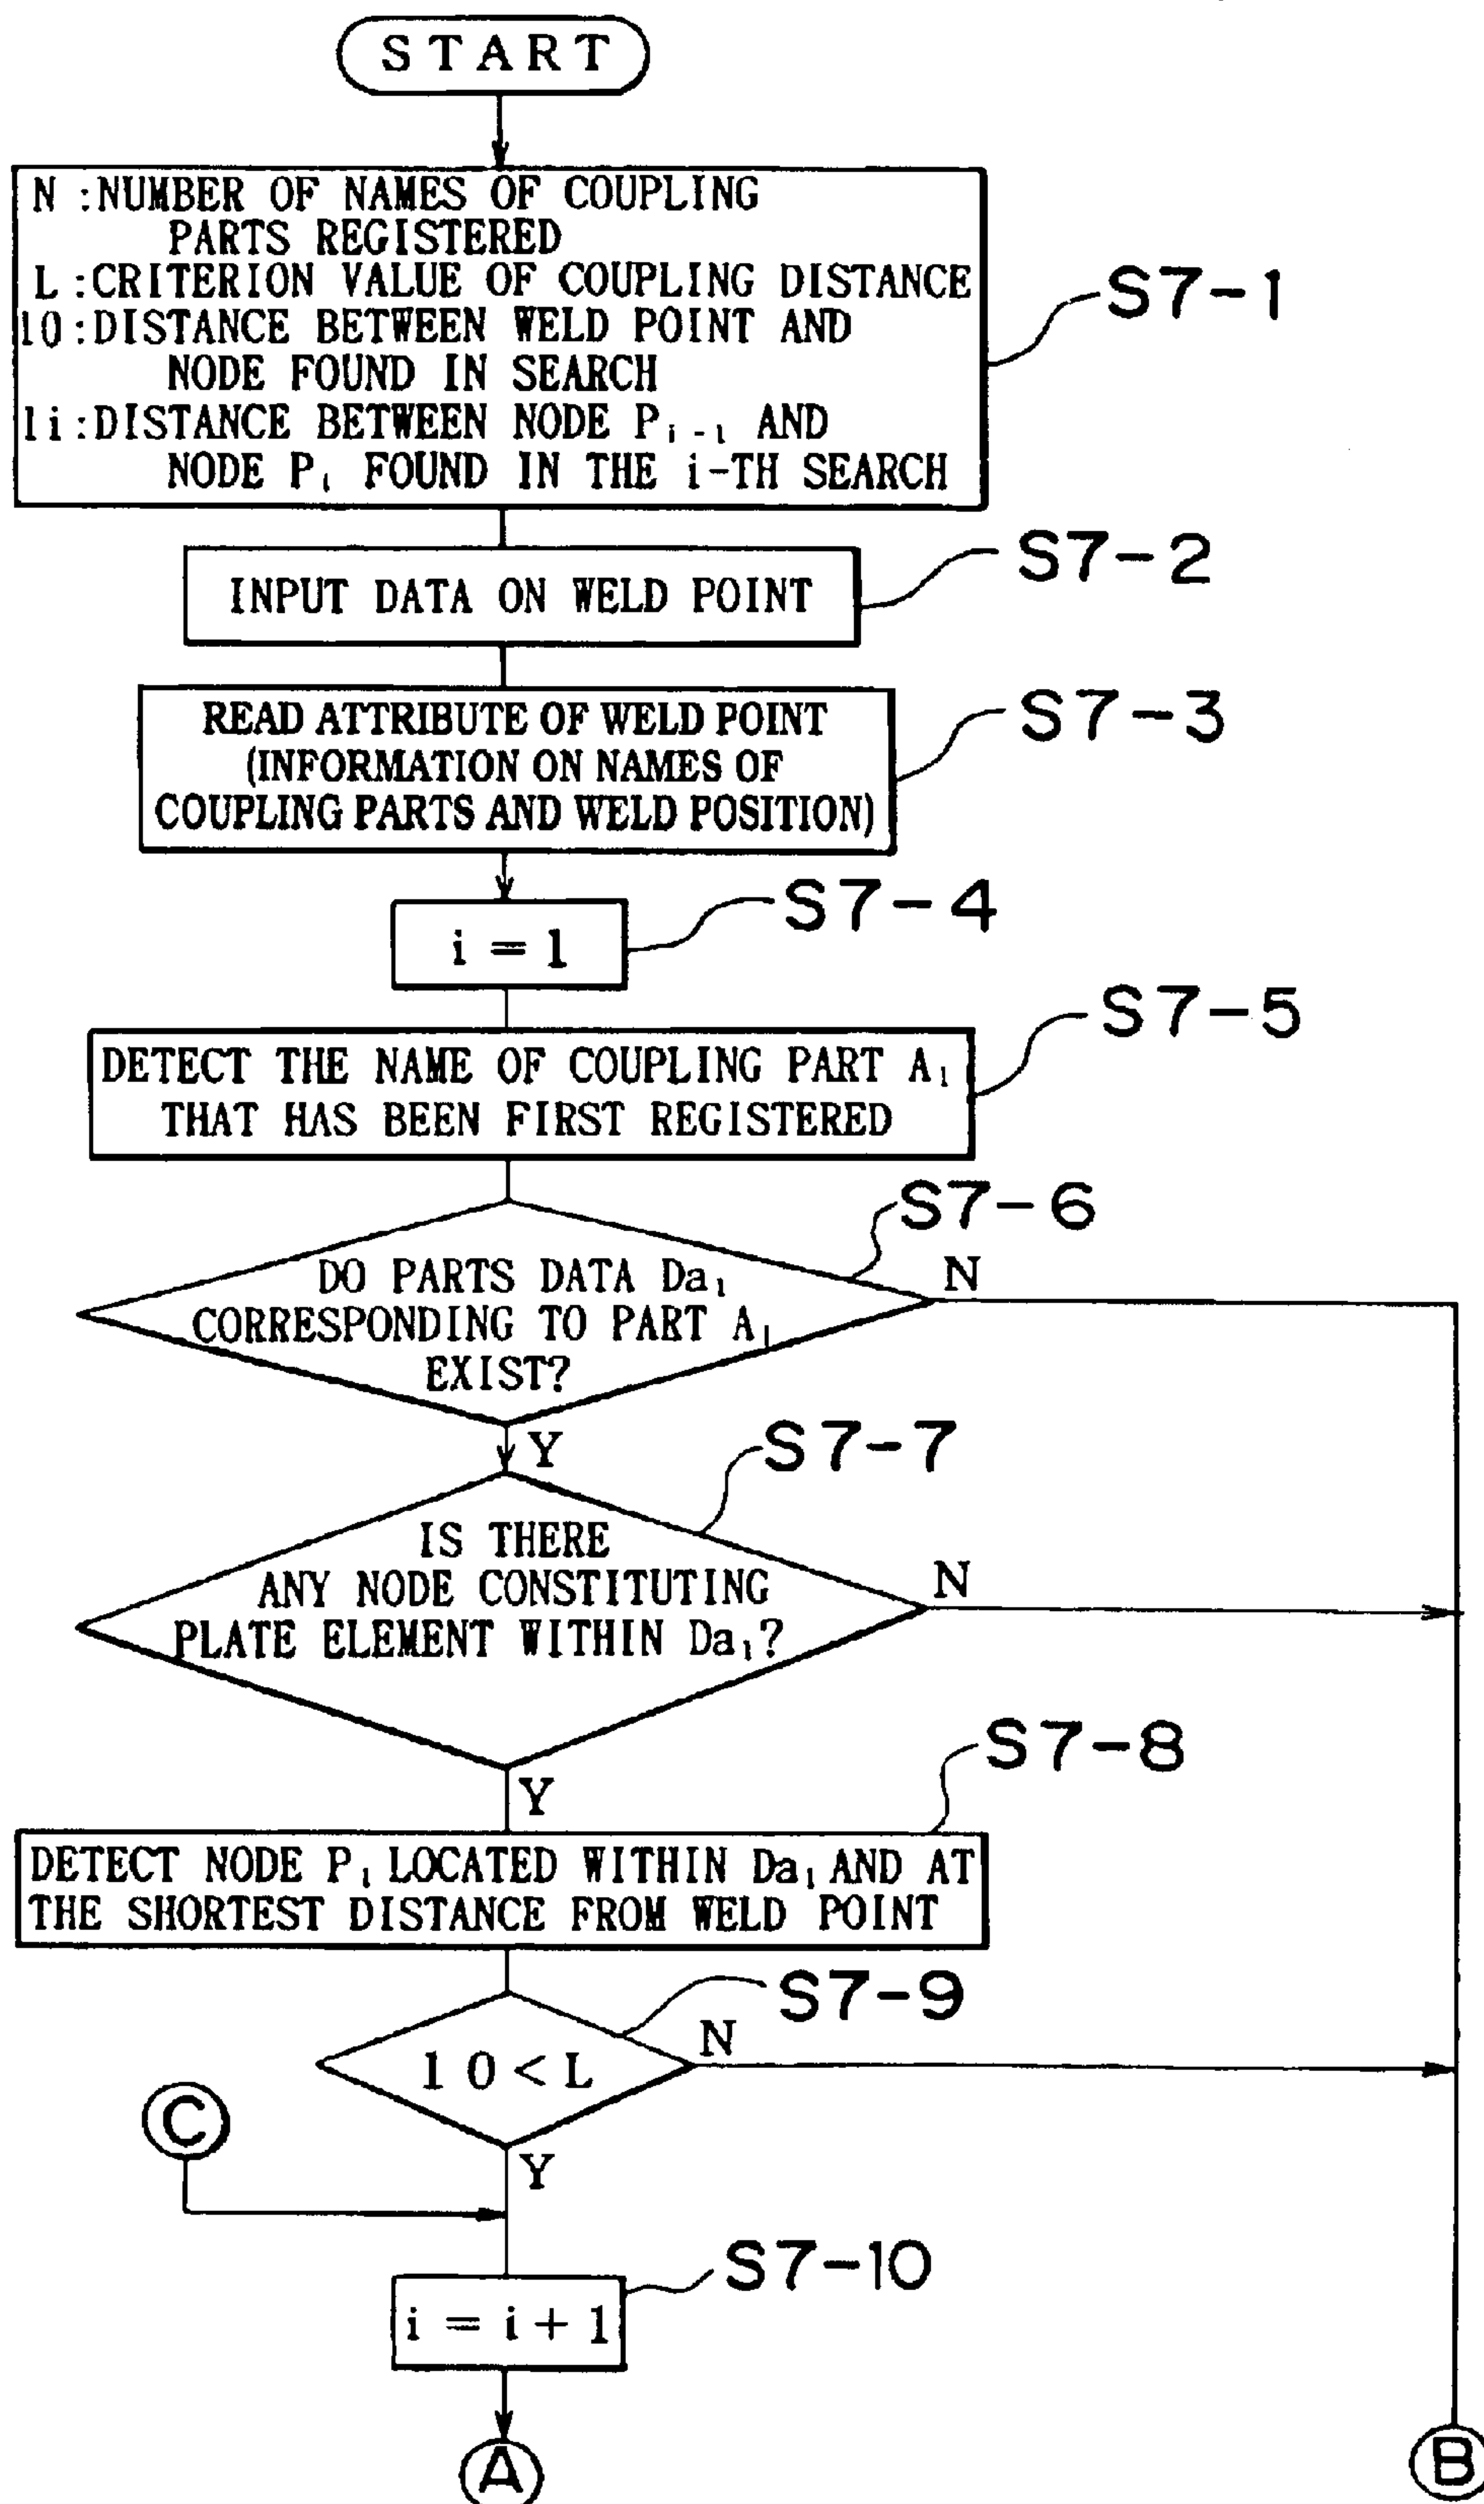 START
N :NUMBER OF NAMES OF COUPLING
PARTS REGISTERED
L :CRITERION VALUE OF COUPLING DISTANCE
l0 :DISTANCE BETWEEN WELD POINT AND
NODE FOUND IN SEARCH
li :DISTANCE BETWEEN NODE Pi-1 AND
NODE Pi FOUND IN THE i-TH SEARCH
S7-1
INPUT DATA ON WELD POINT
S7-2
READ ATTRIBUTE OF WELD POINT
(INFORMATION ON NAMES OF
COUPLING PARTS AND WELD POSITION)
S7-3
i = 1
S7-4
DETECT THE NAME OF COUPLING PART A1
THAT HAS BEEN FIRST REGISTERED
S7-5
DO PARTS DATA Da1
CORRESPONDING TO PART A1
EXIST?
S7-6
N
Y
IS THERE
ANY NODE CONSTITUTING
PLATE ELEMENT WITHIN Da1?
S7-7
N
Y
DETECT NODE P1 LOCATED WITHIN Da1 AND AT
THE SHORTEST DISTANCE FROM WELD POINT
S7-8
l0 < L
S7-9
N
Y
C
i = i + 1
S7-10
A
B